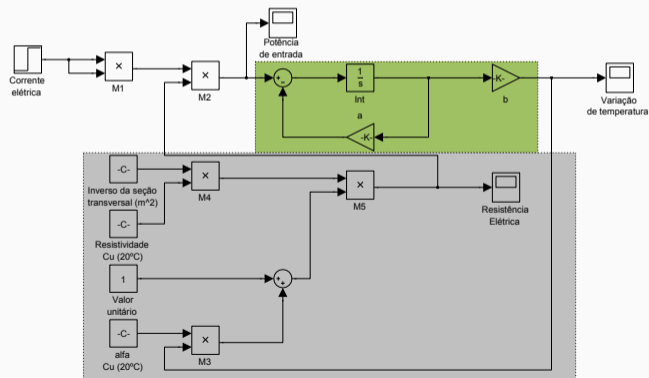 Potência
de entrada
Corrente
elétrica
×
M1
×
M2
+
-
1
s
Int
-K-
b
Variação
de temperatura
a
-K-
-C-
Inverso da seção
transversal (m^2)
×
M4
×
M5
Resistência
Elétrica
-C-
Resistividade
Cu (20ºC)
1
Valor
unitário
+
+
-C-
alfa
Cu (20ºC)
×
M3